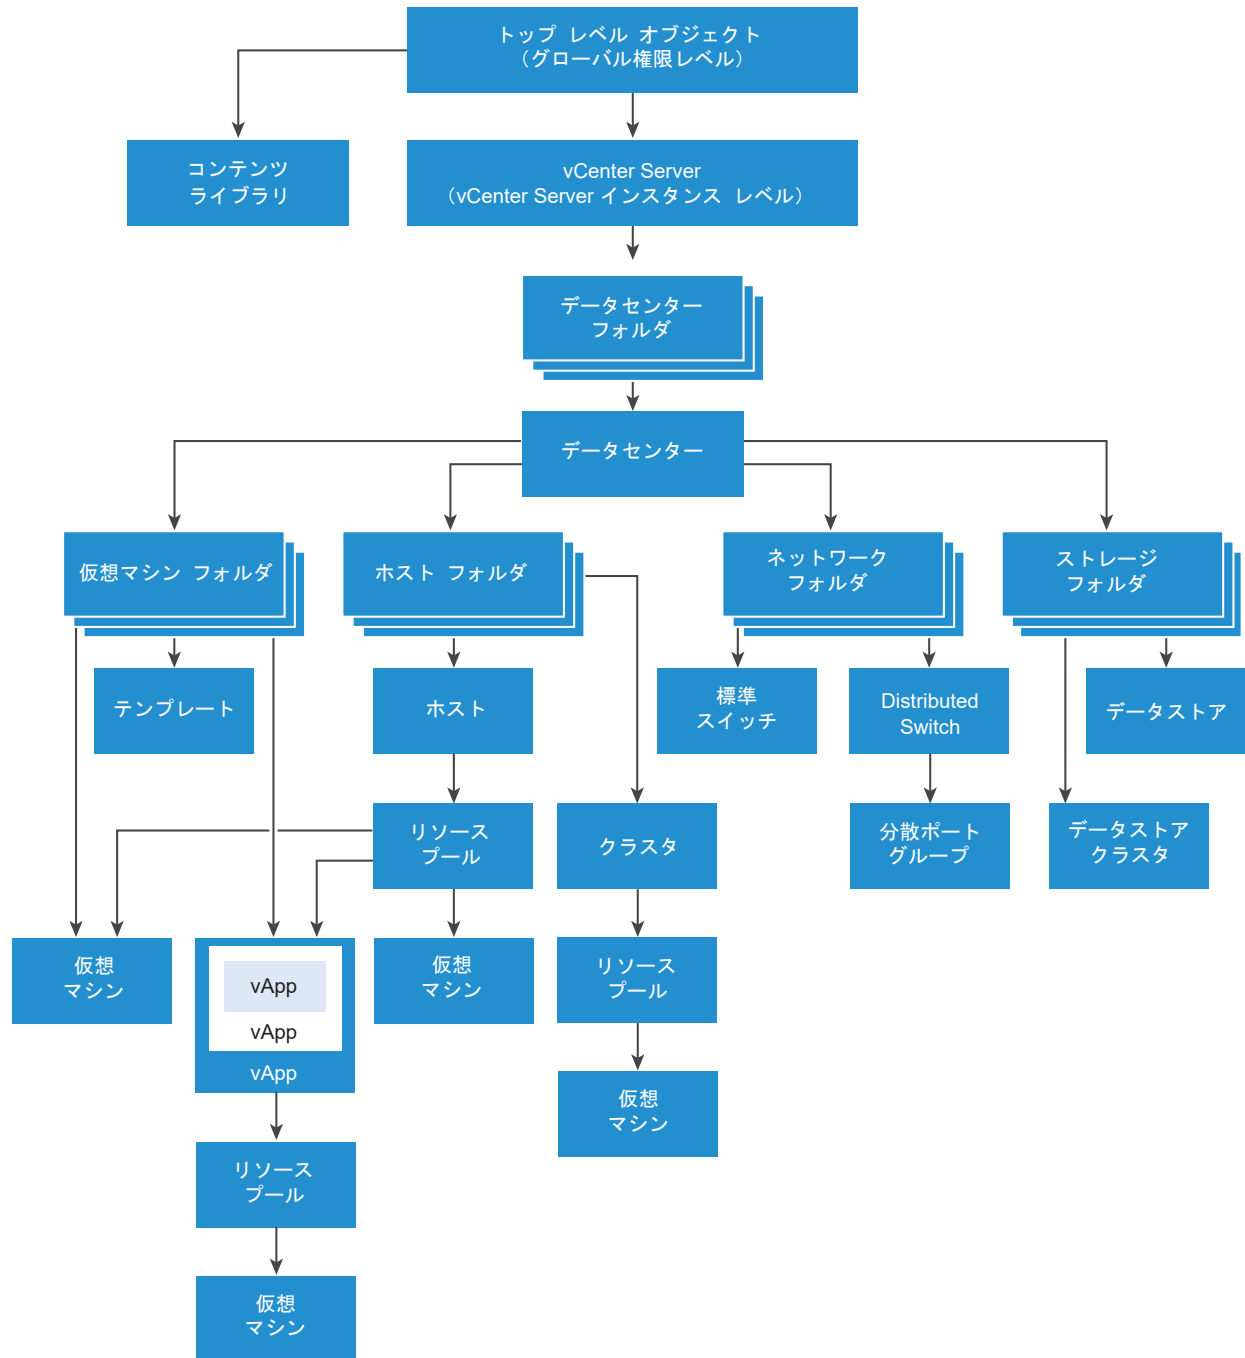 トップ レベル オブジェクト
（グローバル権限レベル）
コンテンツ
ライブラリ
vCenter Server
（vCenter Server インスタンス レベル）
データセンター
フォルダ
データセンター
仮想マシン フォルダ
ホスト フォルダ
ネットワーク
フォルダ
ストレージ
フォルダ
テンプレート
ホスト
標準
スイッチ
Distributed
Switch
データストア
リソース
プール
クラスタ
分散ポート
グループ
データストア
クラスタ
仮想
マシン
vApp
vApp
vApp
仮想
マシン
リソース
プール
仮想
マシン
リソース
プール
仮想
マシン